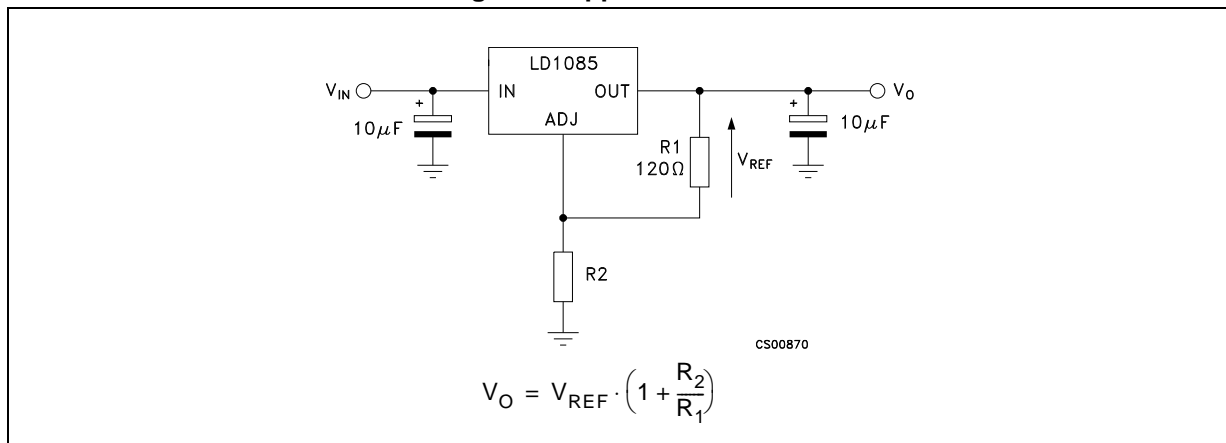 LD1085
V_IN
IN
OUT
V_O
+
10μF
ADJ
+
10μF
R1
120Ω
V_REF
R2
CS00870
V_O = V_REF · (1 + R_2/R_1)